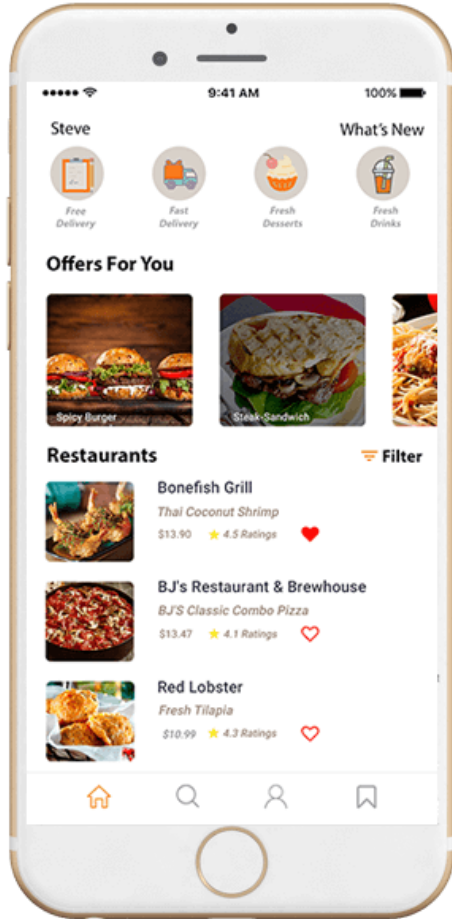 9:41 AM
100%
Steve
What's New
Free
Delivery
Fast
Delivery
Fresh
Desserts
Fresh
Drinks
Offers For You
Spicy Burger
Steak-Sandwich
Restaurants
Filter
Bonefish Grill
Thai Coconut Shrimp
$13.90 4.5 Ratings
BJ's Restaurant & Brewhouse
BJ'S Classic Combo Pizza
$13.47 4.1 Ratings
Red Lobster
Fresh Tilapia
$10.99 4.3 Ratings